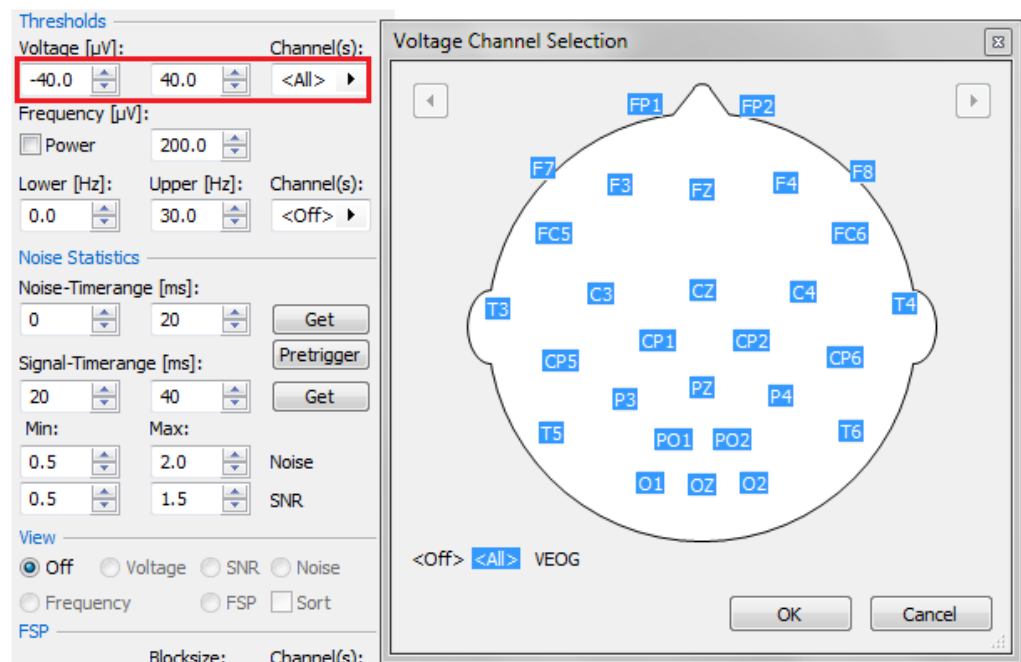 Thresholds
Voltage [µV]: Channel(s):
-40.0 40.0 <All>
Frequency [µV]:
Power 200.0
Lower [Hz]: Upper [Hz]: Channel(s):
0.0 30.0 <Off>
Noise Statistics
Noise-Timerange [ms]:
0 20 Get
Pretrigger
Signal-Timerange [ms]:
20 40 Get
Min: Max:
0.5 2.0 Noise
0.5 1.5 SNR
View
Off Voltage SNR Noise
Frequency FSP Sort
FSP
Blocksize: Channel(s):
Voltage Channel Selection
FP1 FP2
F7 F3 FZ F4 F8
FC5 FC6
C3 CZ C4
T3 T4
CP1 CP2
CP5 CP6
P3 PZ P4
T5 PO1 PO2 T6
O1 OZ O2
<Off> <All> VEOG
OK Cancel